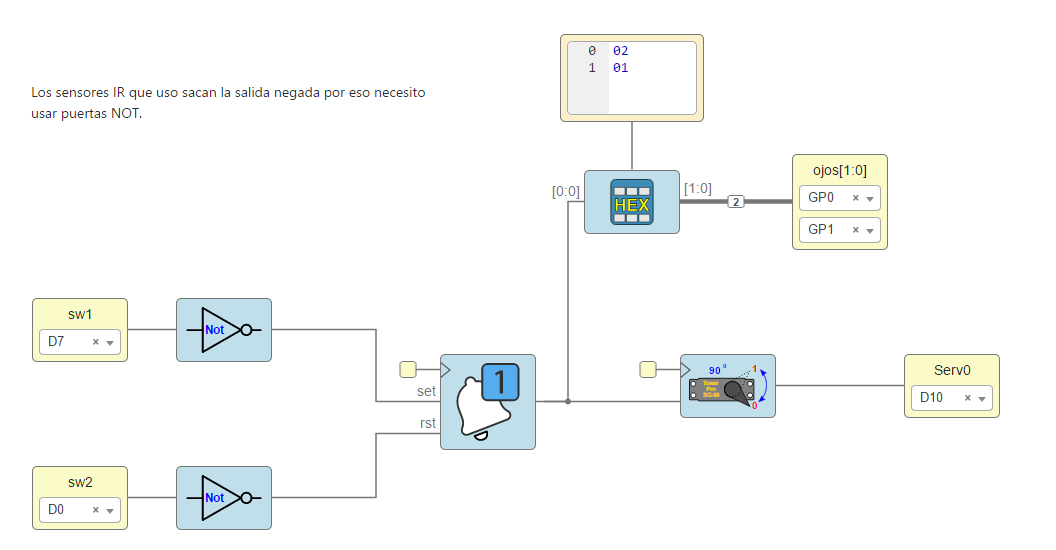 0 02
1 01
Los sensores IR que uso sacan la salida negada por eso necesito
usar puertas NOT.
[0:0]
HEX
[1:0]
2
ojos[1:0]
GP0 ×
GP1 ×
sw1
D7 ×
Not
set
rst
1
90°
1
Tower
Pro
SG-90
0
Serv0
D10 ×
sw2
D0 ×
Not